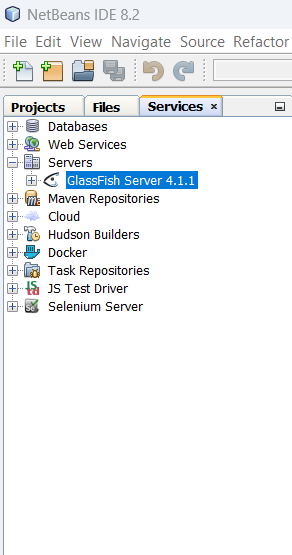 NetBeans IDE 8.2
File Edit View Navigate Source Refactor
Projects Files Services ×
Databases
Web Services
Servers
GlassFish Server 4.1.1
Maven Repositories
Cloud
Hudson Builders
Docker
Task Repositories
JS Test Driver
Selenium Server